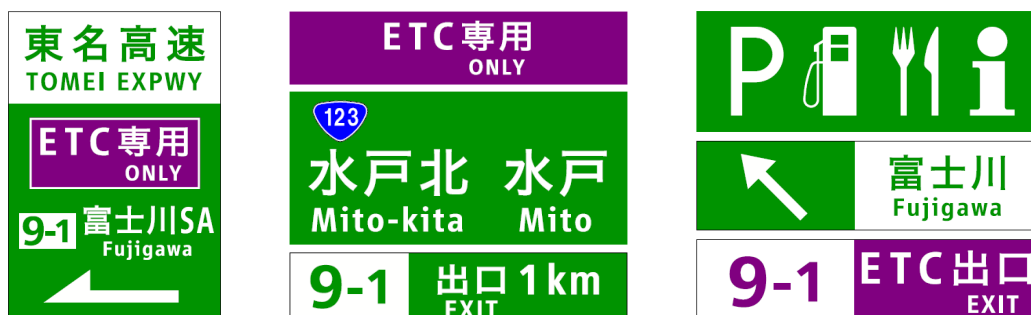 東名高速
TOMEI EXPWY
ETC専用
ONLY
9-1 富士川SA
Fujigawa
ETC専用
ONLY
123
水戸北 水戸
Mito-kita Mito
9-1 出口 1km
EXIT
P
富士川
Fujigawa
9-1 ETC出口
EXIT